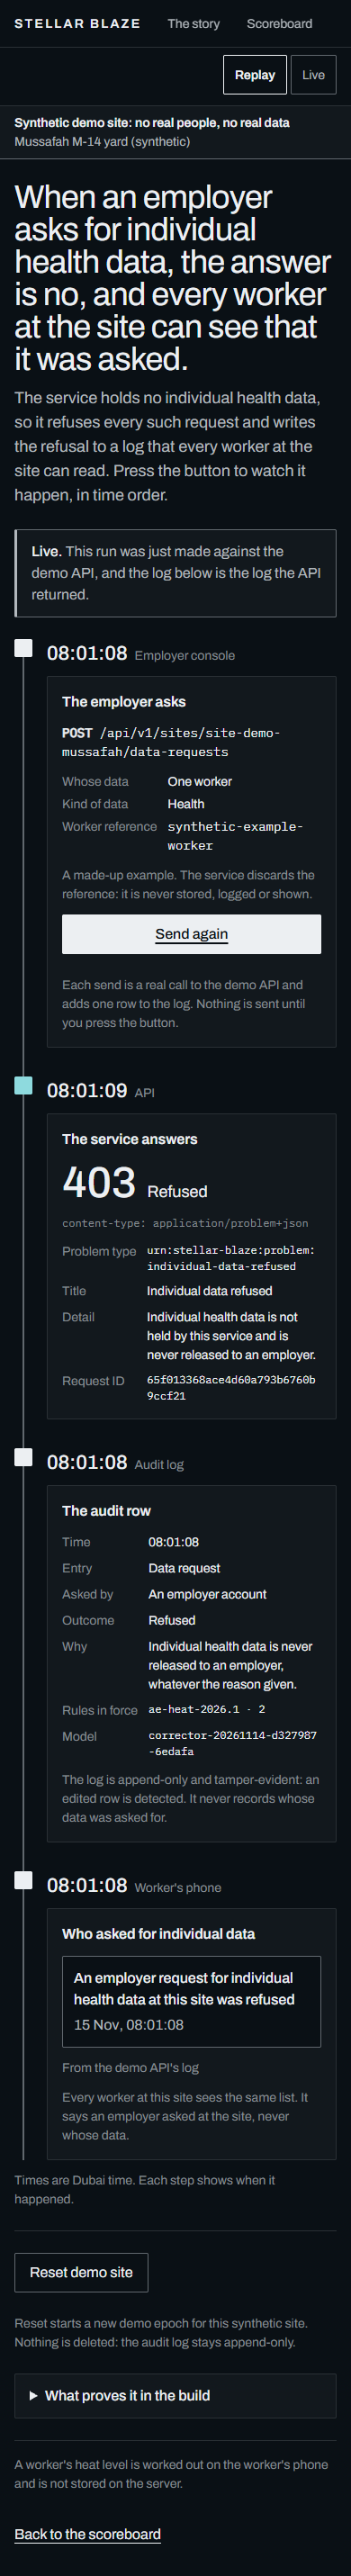 STELLAR BLAZE The story Scoreboard
Replay Live
Synthetic demo site: no real people, no real data
Mussafah M-14 yard (synthetic)
When an employer
asks for individual
health data, the answer
is no, and every worker
at the site can see that
it was asked.
The service holds no individual health data,
so it refuses every such request and writes
the refusal to a log that every worker at the
site can read. Press the button to watch it
happen, in time order.
Live. This run was just made against the
demo API, and the log below is the log the API
returned.
08:01:08 Employer console
The employer asks
POST /api/v1/sites/site-demo-
mussafah/data-requests
Whose data One worker
Kind of data Health
Worker reference synthetic-example-
worker
A made-up example. The service discards the
reference: it is never stored, logged or shown.
Send again
Each send is a real call to the demo API and
adds one row to the log. Nothing is sent until
you press the button.
08:01:09 API
The service answers
403 Refused
content-type: application/problem+json
Problem type urn:stellar-blaze:problem:
individual-data-refused
Title Individual data refused
Detail Individual health data is not
held by this service and is
never released to an employer.
Request ID 65f013368ace4d60a793b6760b
9ccf21
08:01:08 Audit log
The audit row
Time 08:01:08
Entry Data request
Asked by An employer account
Outcome Refused
Why Individual health data is never
released to an employer,
whatever the reason given.
Rules in force ae-heat-2026.1 · 2
Model corrector-20261114-d327987
-6edafa
The log is append-only and tamper-evident: an
edited row is detected. It never records whose
data was asked for.
08:01:08 Worker's phone
Who asked for individual data
An employer request for individual
health data at this site was refused
15 Nov, 08:01:08
From the demo API's log
Every worker at this site sees the same list. It
says an employer asked at the site, never
whose data.
Times are Dubai time. Each step shows when it
happened.
Reset demo site
Reset starts a new demo epoch for this synthetic site.
Nothing is deleted: the audit log stays append-only.
What proves it in the build
A worker's heat level is worked out on the worker's phone
and is not stored on the server.
Back to the scoreboard